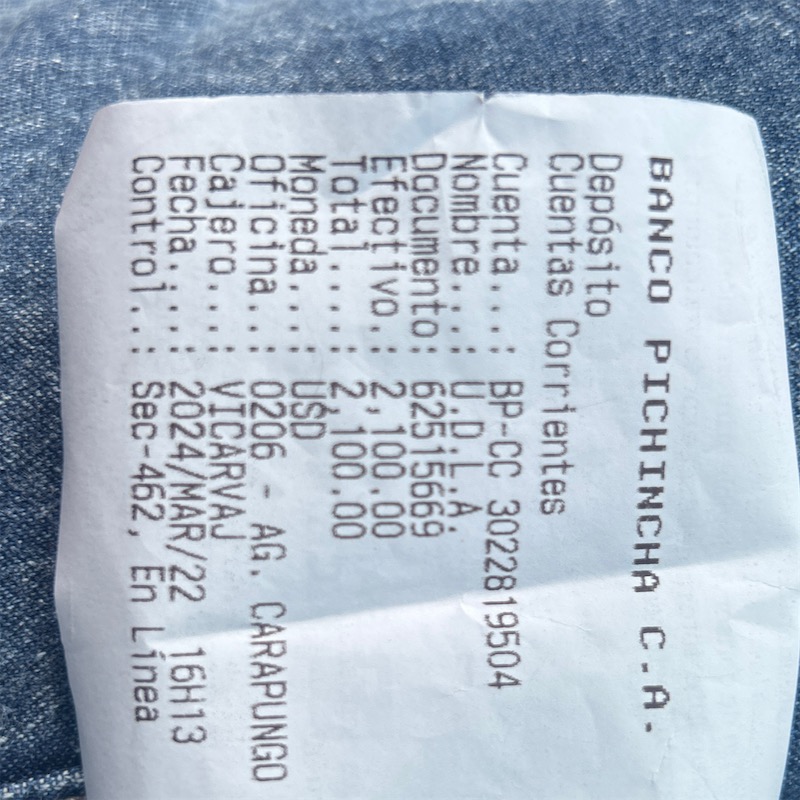 BANCO PICHINCHA C.A.
Depósito
Cuentas Corrientes
Cuenta...: BP-CC 3022819504
Nombre...: U.D.L.A.
Documento: 62515669
Efectivo.: 2,100.00
Total....: 2,100.00
Moneda...: USD
Oficina..: 0206 - AG. CARAPUNGO
Cajero...: VICARVAJ
Fecha....: 2024/MAR/22 16H13
Control..: Sec-462, En Línea